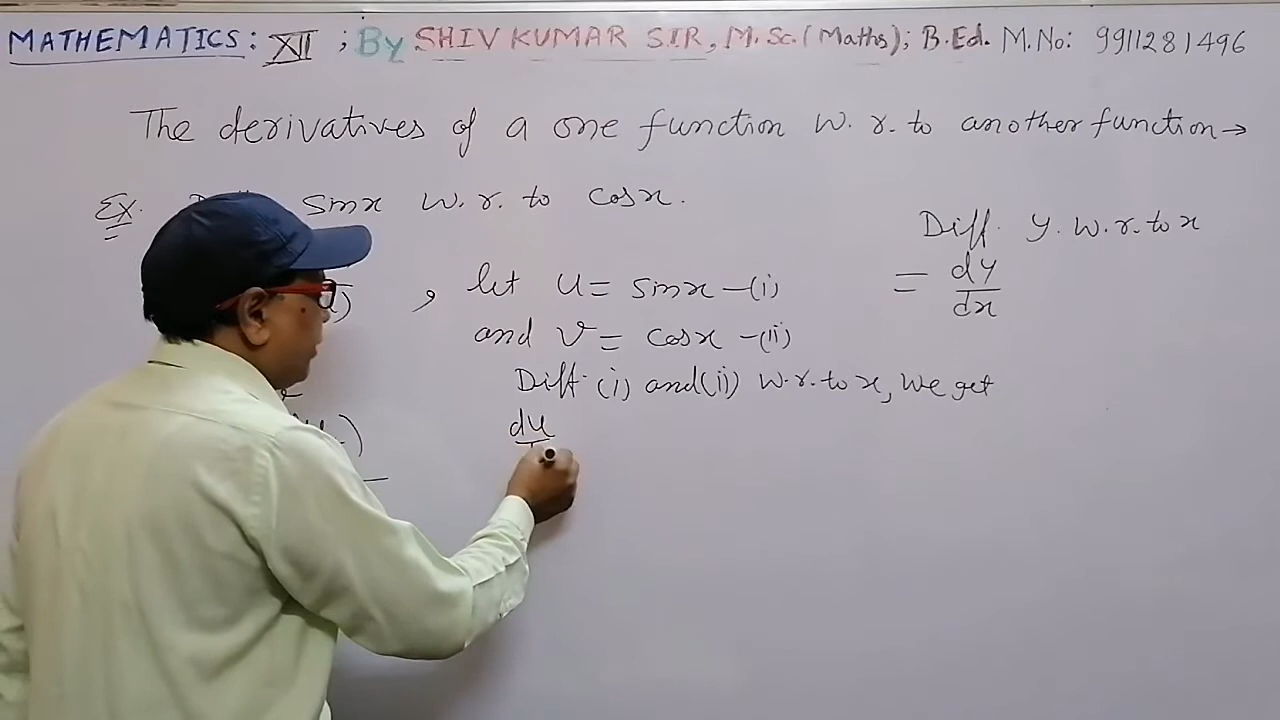 MATHEMATICS: XII ; By SHIV KUMAR SIR, M.Sc.(Maths); B.Ed. M.No: 9911281496
The derivatives of a one function w.r.to another function →
Ex. sinx w.r.to cosx.
Diff. y. w.r.to x
= dy/dx
, let u = sinx -(i)
and v = cosx -(ii)
Diff. (i) and (ii) w.r.to x, we get
du